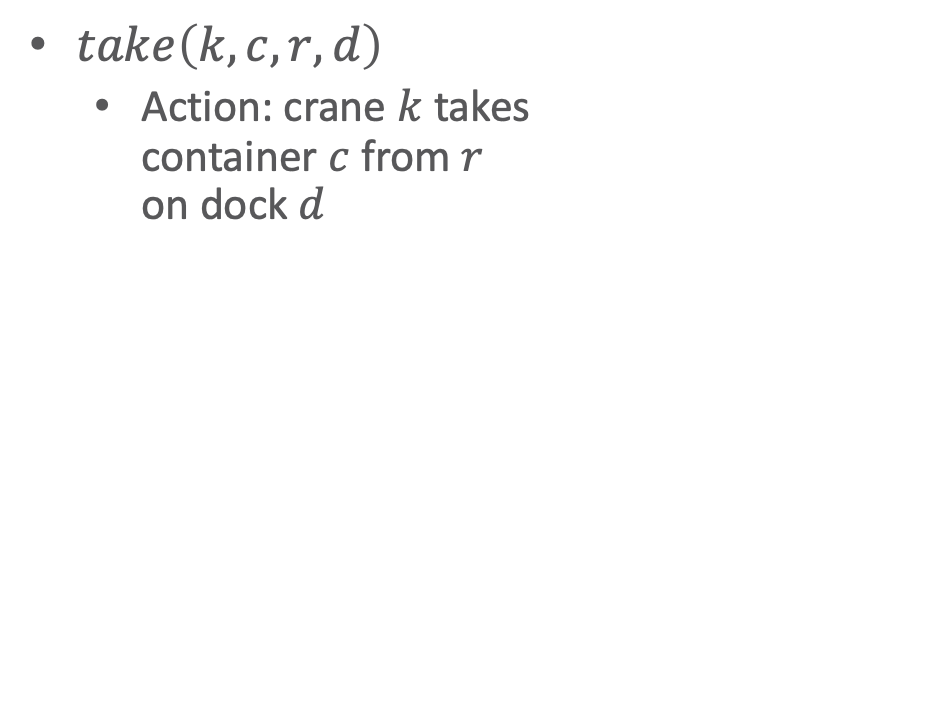 • take(k, c, r, d)
• Action: crane k takes
container c from r
on dock d